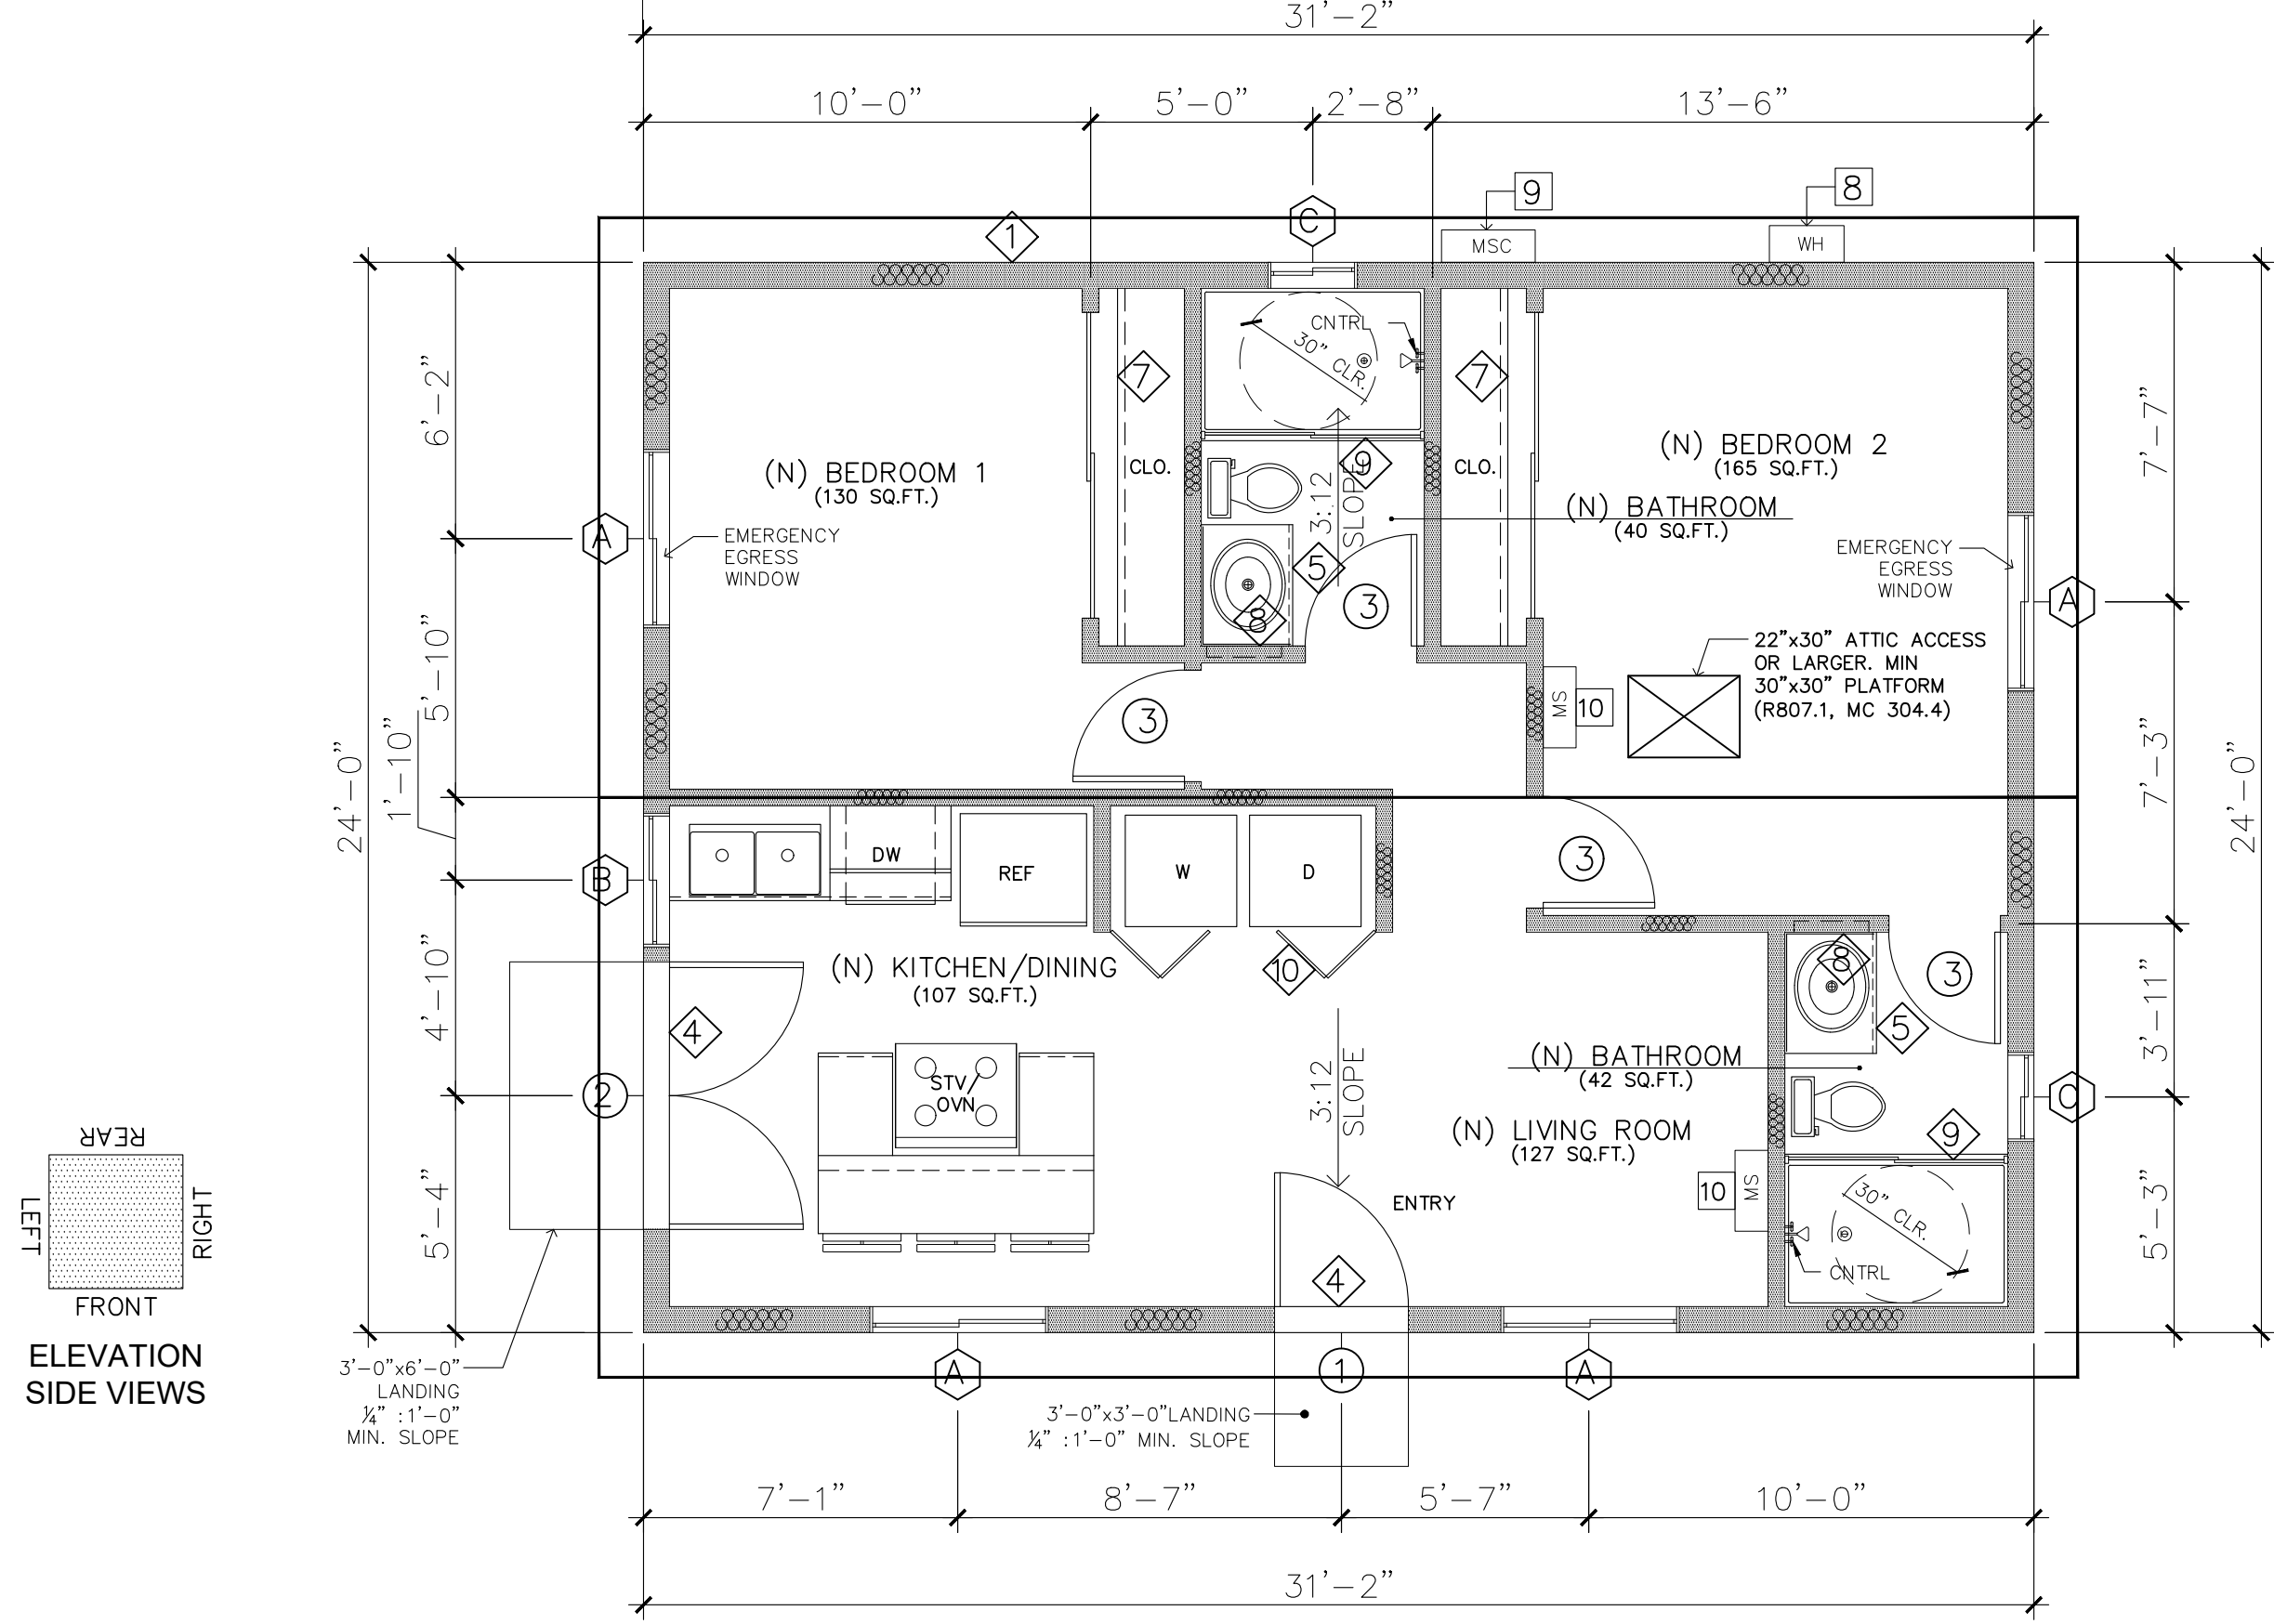 31'-2"
10'-0"
5'-0"
2'-8"
13'-6"
9
8
C
1
MSC
WH
CNTRL
30" CLR.
7
7
6'-2"
7'-7"
(N) BEDROOM 1
(130 SQ.FT.)
CLO.
9
CLO.
(N) BEDROOM 2
(165 SQ.FT.)
3:12
SLOPE
(N) BATHROOM
(40 SQ.FT.)
A
EMERGENCY
EGRESS
WINDOW
5
8
3
EMERGENCY
EGRESS
WINDOW
A
22"x30" ATTIC ACCESS
OR LARGER. MIN
30"x30" PLATFORM
(R807.1, MC 304.4)
5'-10"
3
MS
10
24'-0"
1'-10"
7'-3"
24'-0"
B
DW
REF
W
D
3
4'-10"
(N) KITCHEN/DINING
(107 SQ.FT.)
10
8
3
3'-11"
4
5
2
STV/
OVN
3:12
SLOPE
(N) BATHROOM
(42 SQ.FT.)
C
(N) LIVING ROOM
(127 SQ.FT.)
9
5'-4"
ENTRY
10
MS
30" CLR.
CNTRL
5'-3"
4
REAR
LEFT
RIGHT
FRONT
ELEVATION
SIDE VIEWS
3'-0"x6'-0"
LANDING
¼" :1'-0"
MIN. SLOPE
A
1
A
3'-0"x3'-0"LANDING
¼" :1'-0" MIN. SLOPE
7'-1"
8'-7"
5'-7"
10'-0"
31'-2"